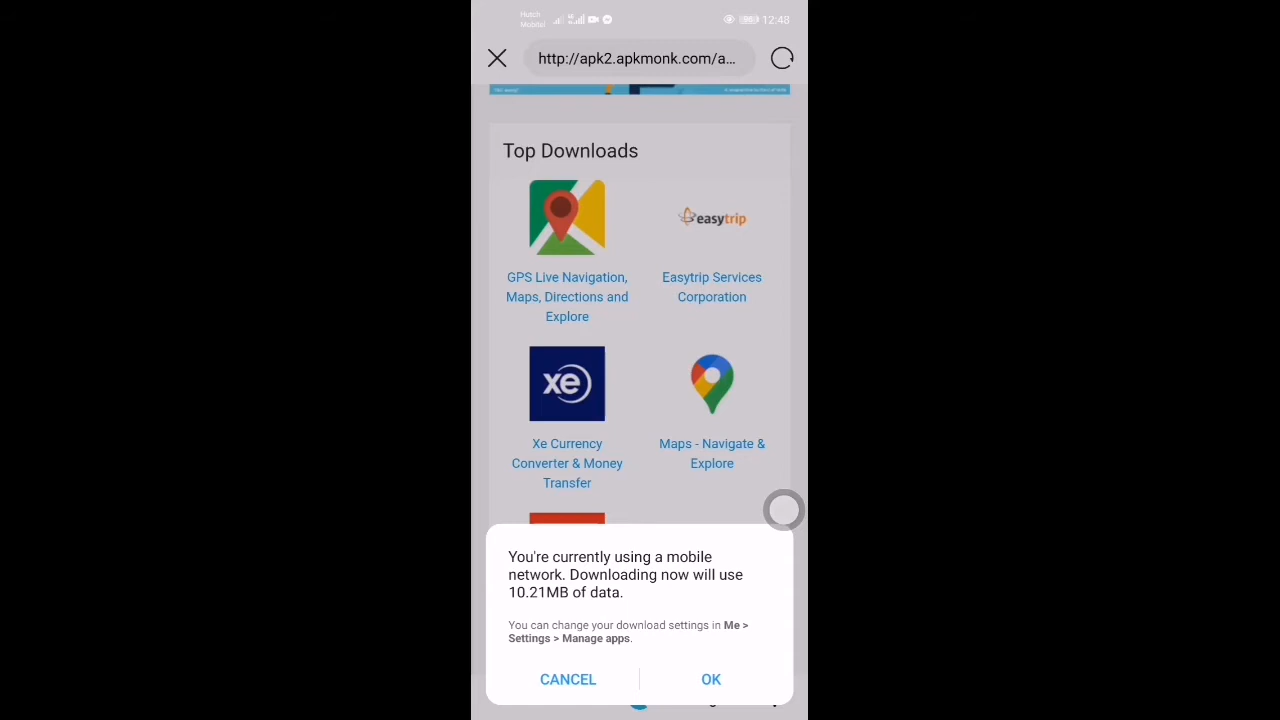 Hutch
Mobitel
12:48
http://apk2.apkmonk.com/a...
Top Downloads
easytrip
GPS Live Navigation,
Maps, Directions and
Explore
Easytrip Services
Corporation
xe
Xe Currency
Converter & Money
Transfer
Maps - Navigate &
Explore
You're currently using a mobile
network. Downloading now will use
10.21MB of data.
You can change your download settings in Me >
Settings > Manage apps.
CANCEL
OK